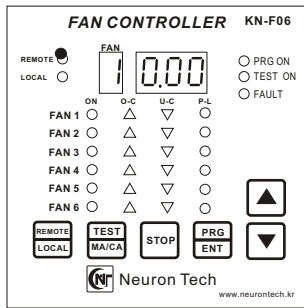 FAN CONTROLLER KN-F06
REMOTE
LOCAL
FAN
1 0.00
PRG ON
TEST ON
FAULT
ON O-C U-C P-L
FAN 1
FAN 2
FAN 3
FAN 4
FAN 5
FAN 6
REMOTE
LOCAL
TEST
MA/CA
STOP
PRG
ENT
NT Neuron Tech
www.neurontech.kr